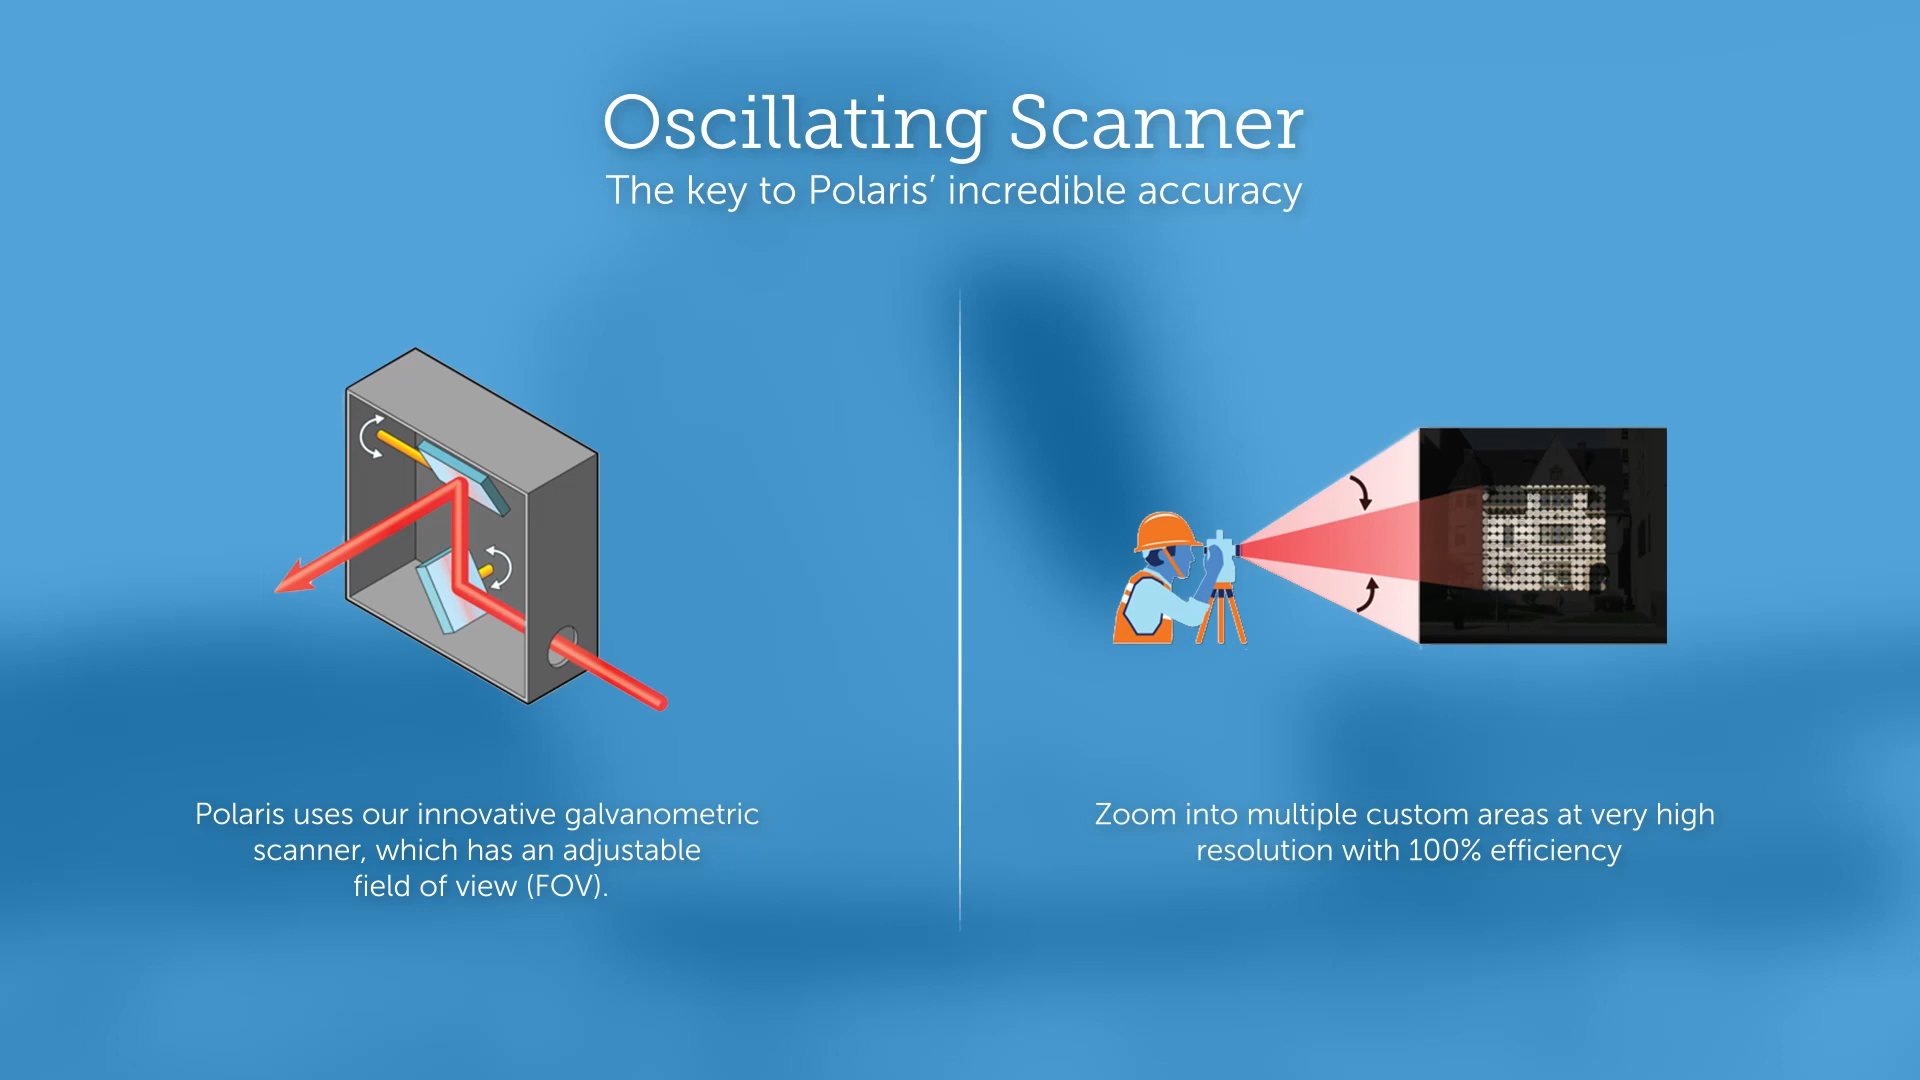 Oscillating Scanner
The key to Polaris’ incredible accuracy
Polaris uses our innovative galvanometric
scanner, which has an adjustable
field of view (FOV).
Zoom into multiple custom areas at very high
resolution with 100% efficiency